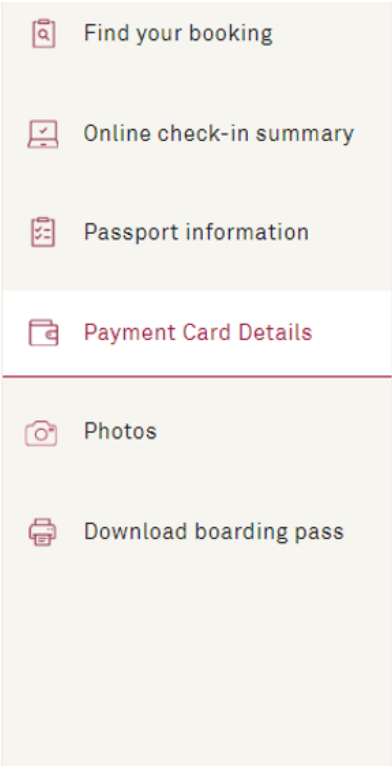 Find your booking
Online check-in summary
Passport information
Payment Card Details
Photos
Download boarding pass